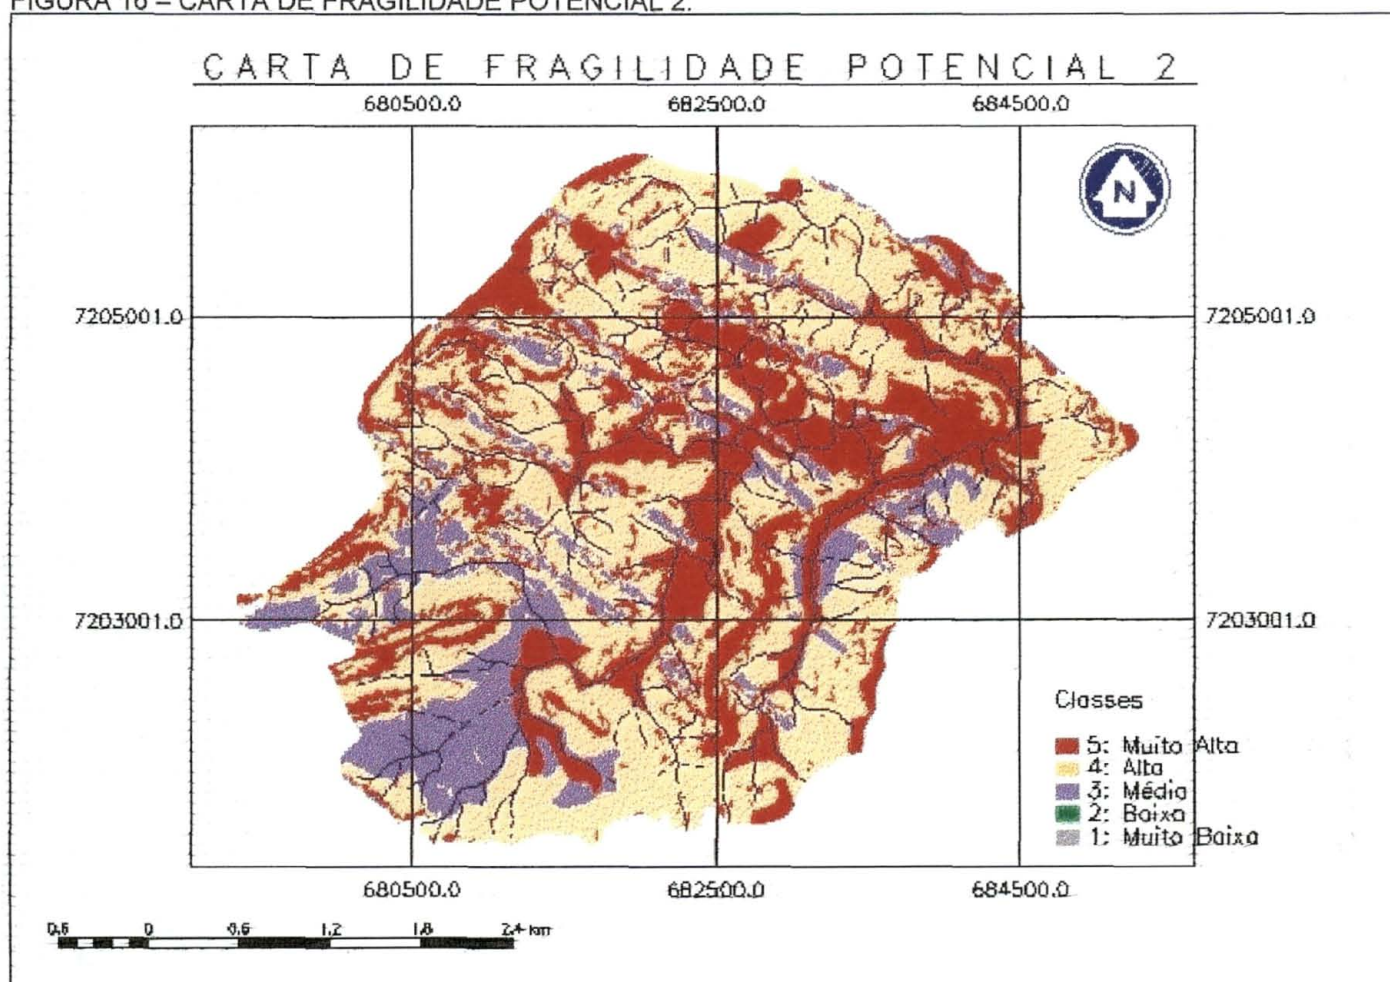 FIGURA 16 – CARTA DE FRAGILIDADE POTENCIAL 2.
CARTA DE FRAGILIDADE POTENCIAL 2
680500.0 682500.0 684500.0
N
7205001.0 7205001.0
7203001.0 7203001.0
Classes
5: Muito Alta
4: Alta
3: Média
2: Baixa
1: Muito Baixa
680500.0 682500.0 684500.0
0.6 0 0.6 1.2 1.8 2.4 km